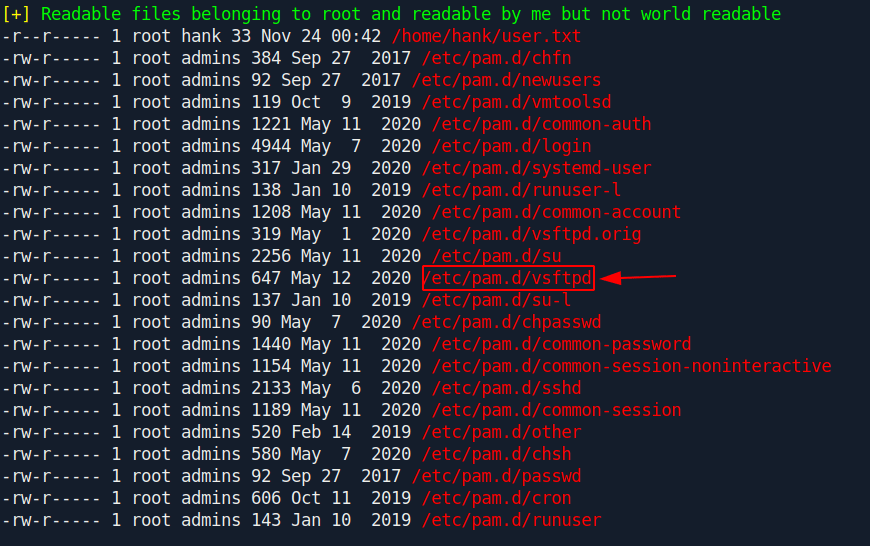 [+] Readable files belonging to root and readable by me but not world readable
-r--r----- 1 root hank 33 Nov 24 00:42 /home/hank/user.txt
-rw-r----- 1 root admins 384 Sep 27  2017 /etc/pam.d/chfn
-rw-r----- 1 root admins 92 Sep 27  2017 /etc/pam.d/newusers
-rw-r----- 1 root admins 119 Oct  9  2019 /etc/pam.d/vmtoolsd
-rw-r----- 1 root admins 1221 May 11  2020 /etc/pam.d/common-auth
-rw-r----- 1 root admins 4944 May  7  2020 /etc/pam.d/login
-rw-r----- 1 root admins 317 Jan 29  2020 /etc/pam.d/systemd-user
-rw-r----- 1 root admins 138 Jan 10  2019 /etc/pam.d/runuser-l
-rw-r----- 1 root admins 1208 May 11  2020 /etc/pam.d/common-account
-rw-r----- 1 root admins 319 May  1  2020 /etc/pam.d/vsftpd.orig
-rw-r----- 1 root admins 2256 May 11  2020 /etc/pam.d/su
-rw-r----- 1 root admins 647 May 12  2020 /etc/pam.d/vsftpd
-rw-r----- 1 root admins 137 Jan 10  2019 /etc/pam.d/su-l
-rw-r----- 1 root admins 90 May  7  2020 /etc/pam.d/chpasswd
-rw-r----- 1 root admins 1440 May 11  2020 /etc/pam.d/common-password
-rw-r----- 1 root admins 1154 May 11  2020 /etc/pam.d/common-session-noninteractive
-rw-r----- 1 root admins 2133 May  6  2020 /etc/pam.d/sshd
-rw-r----- 1 root admins 1189 May 11  2020 /etc/pam.d/common-session
-rw-r----- 1 root admins 520 Feb 14  2019 /etc/pam.d/other
-rw-r----- 1 root admins 580 May  7  2020 /etc/pam.d/chsh
-rw-r----- 1 root admins 92 Sep 27  2017 /etc/pam.d/passwd
-rw-r----- 1 root admins 606 Oct 11  2019 /etc/pam.d/cron
-rw-r----- 1 root admins 143 Jan 10  2019 /etc/pam.d/runuser